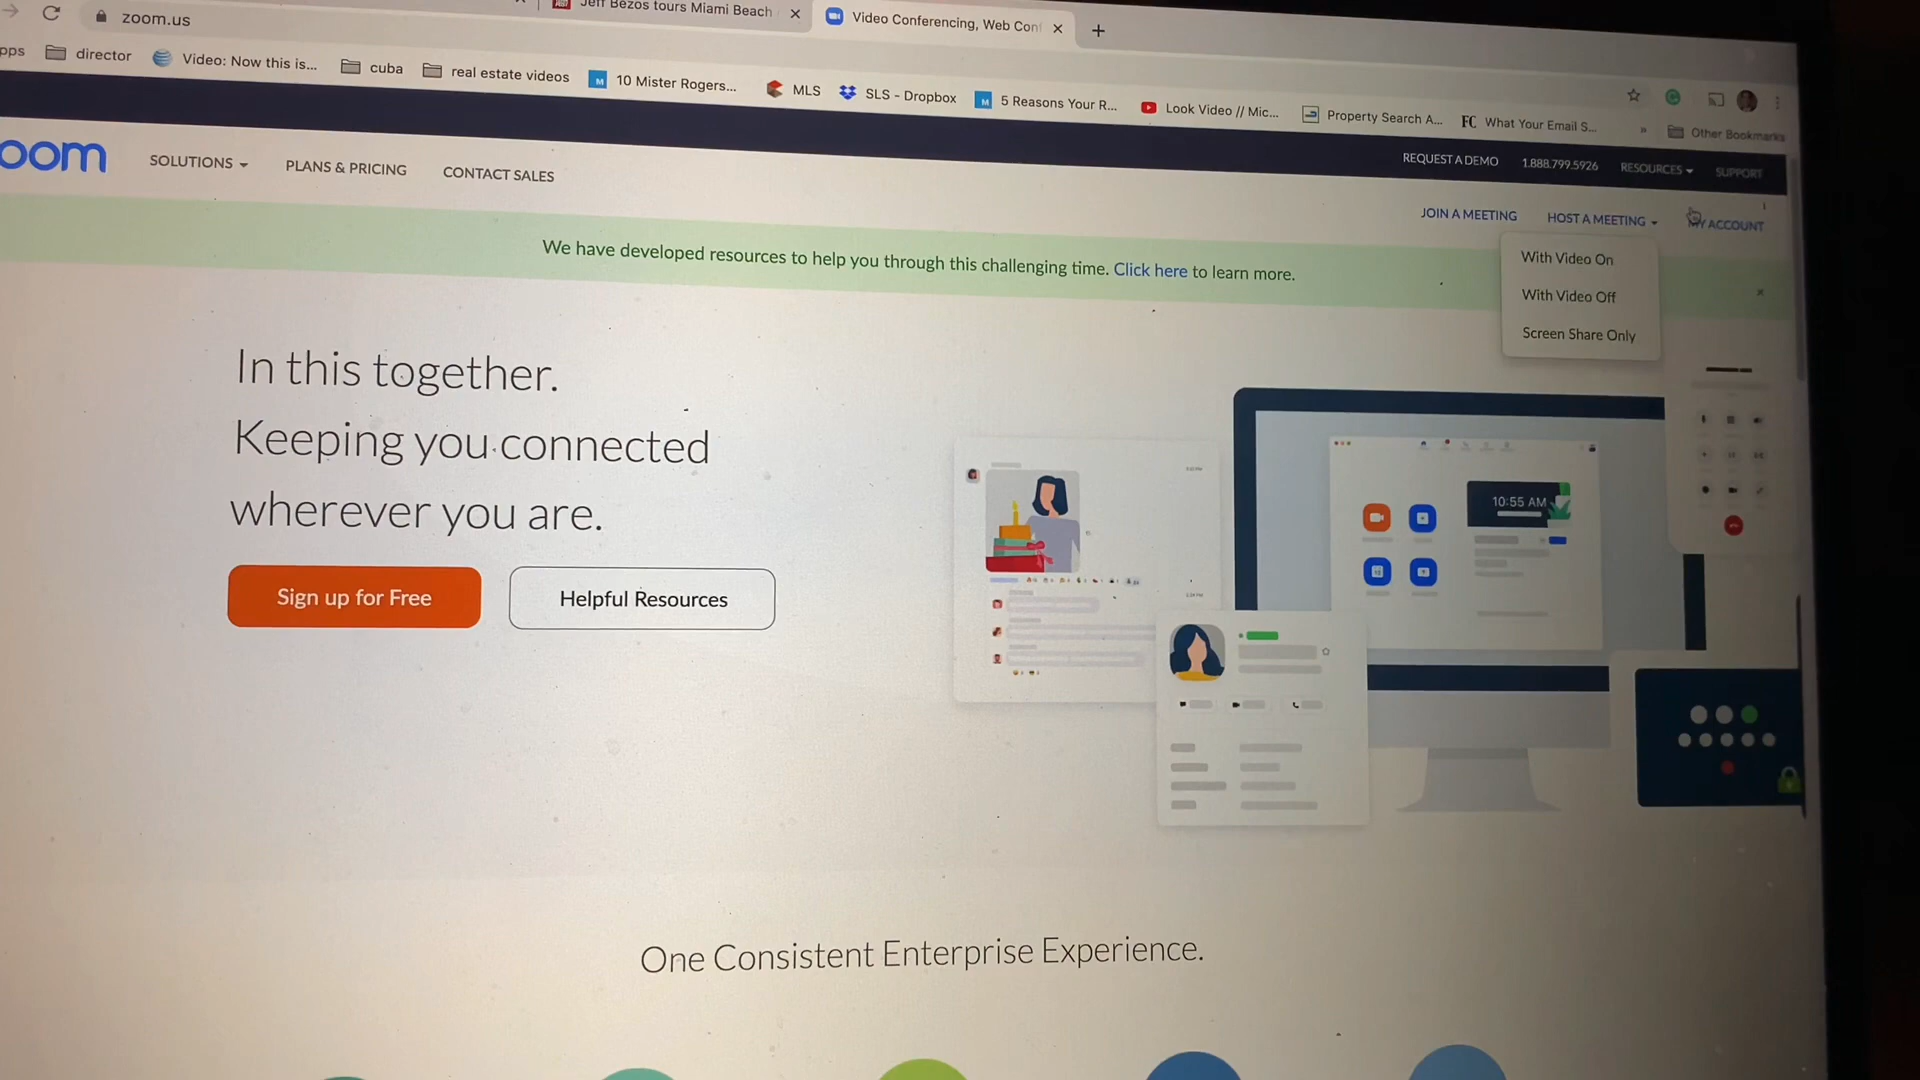 Jeff Bezos tours Miami Beach
Video Conferencing, Web Con
zoom.us
pps
director
Video: Now this is...
cuba
real estate videos
10 Mister Rogers...
MLS
SLS - Dropbox
5 Reasons Your R...
Look Video // Mic...
Property Search A...
FC What Your Email S...
» Other Bookmarks
REQUEST A DEMO 1.888.799.5926 RESOURCES SUPPORT
oom
SOLUTIONS PLANS & PRICING CONTACT SALES
JOIN A MEETING HOST A MEETING MY ACCOUNT
With Video On
With Video Off
Screen Share Only
We have developed resources to help you through this challenging time. Click here to learn more.
In this together.
Keeping you connected
wherever you are.
Sign up for Free
Helpful Resources
10:55 AM
One Consistent Enterprise Experience.